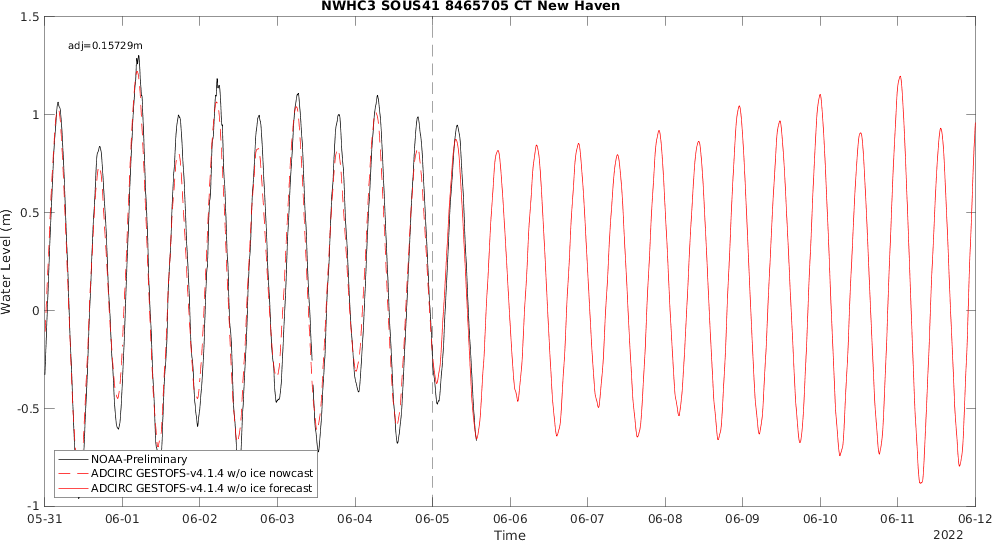 NWHC3 SOUS41 8465705 CT New Haven
adj=0.15729m
1.5
1
0.5
0
-0.5
-1
Water Level (m)
NOAA-Preliminary
ADCIRC GESTOFS-v4.1.4 w/o ice nowcast
ADCIRC GESTOFS-v4.1.4 w/o ice forecast
05-31 06-01 06-02 06-03 06-04 06-05 06-06 06-07 06-08 06-09 06-10 06-11 06-12
Time
2022